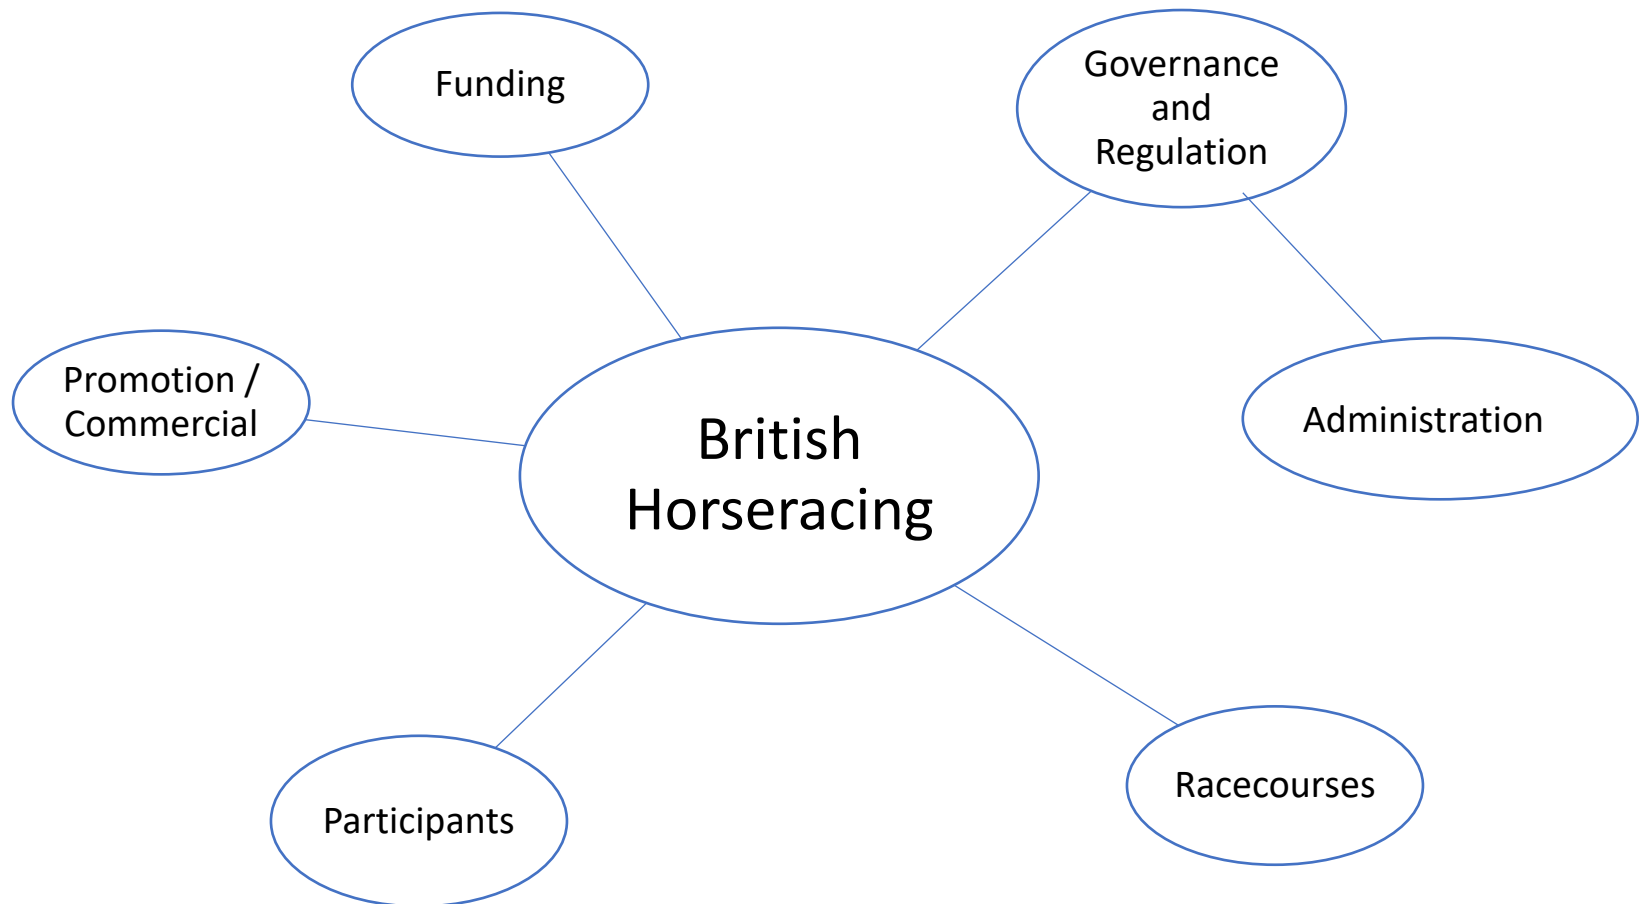 Funding
Governance
and
Regulation
Promotion /
Commercial
Administration
British
Horseracing
Participants
Racecourses